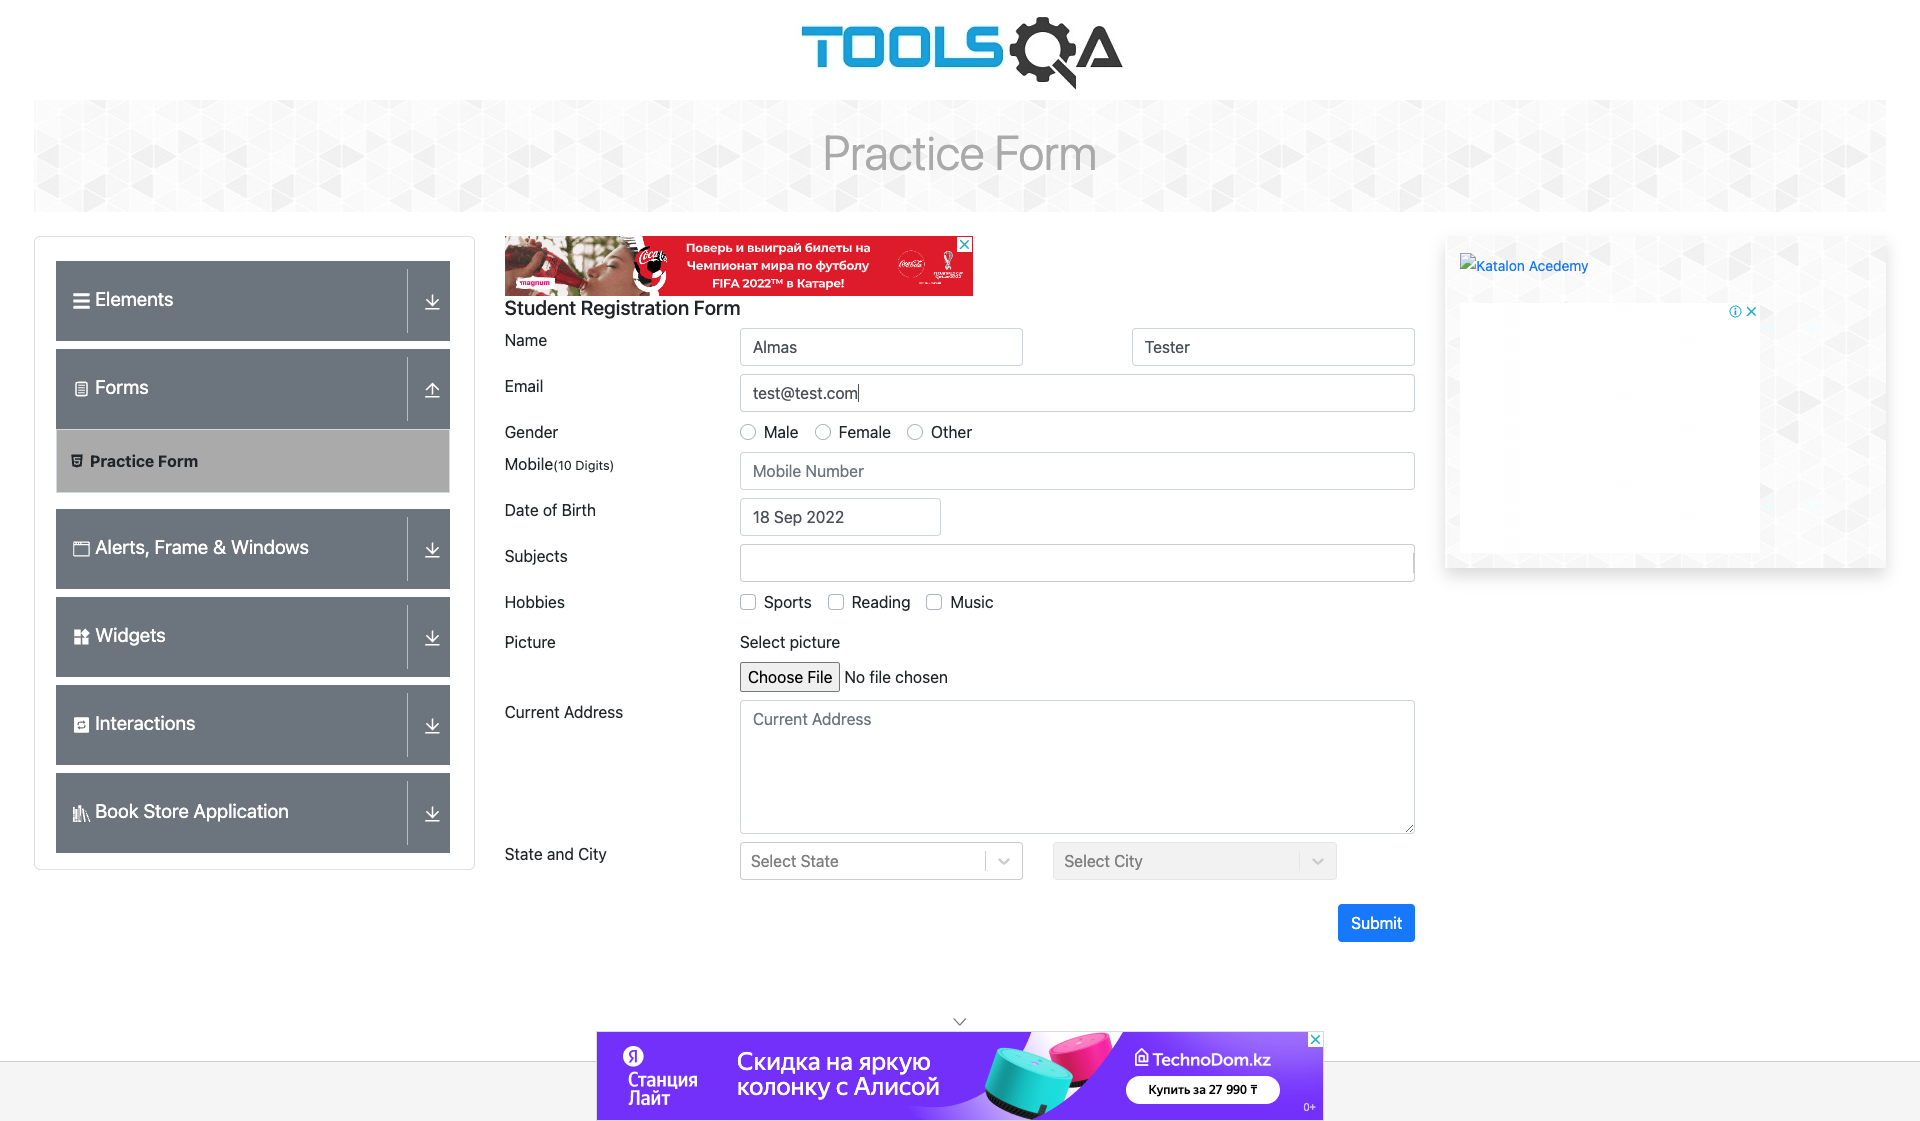 TOOLSQA
Practice Form
Elements
Forms
Practice Form
Alerts, Frame & Windows
Widgets
Interactions
Book Store Application
magnum
Coca-Cola
Поверь и выиграй билеты на
Чемпионат мира по футболу
FIFA 2022™ в Катаре!
Coca-Cola
Student Registration Form
Name
Almas
Tester
Email
test@test.com
Gender
Male
Female
Other
Mobile(10 Digits)
Mobile Number
Date of Birth
18 Sep 2022
Subjects
Hobbies
Sports
Reading
Music
Picture
Select picture
Choose File No file chosen
Current Address
Current Address
State and City
Select State
Select City
Submit
Katalon Acedemy
Я
Станция
Лайт
Скидка на яркую
колонку с Алисой
TechnoDom.kz
Купить за 27 990 ₸
0+